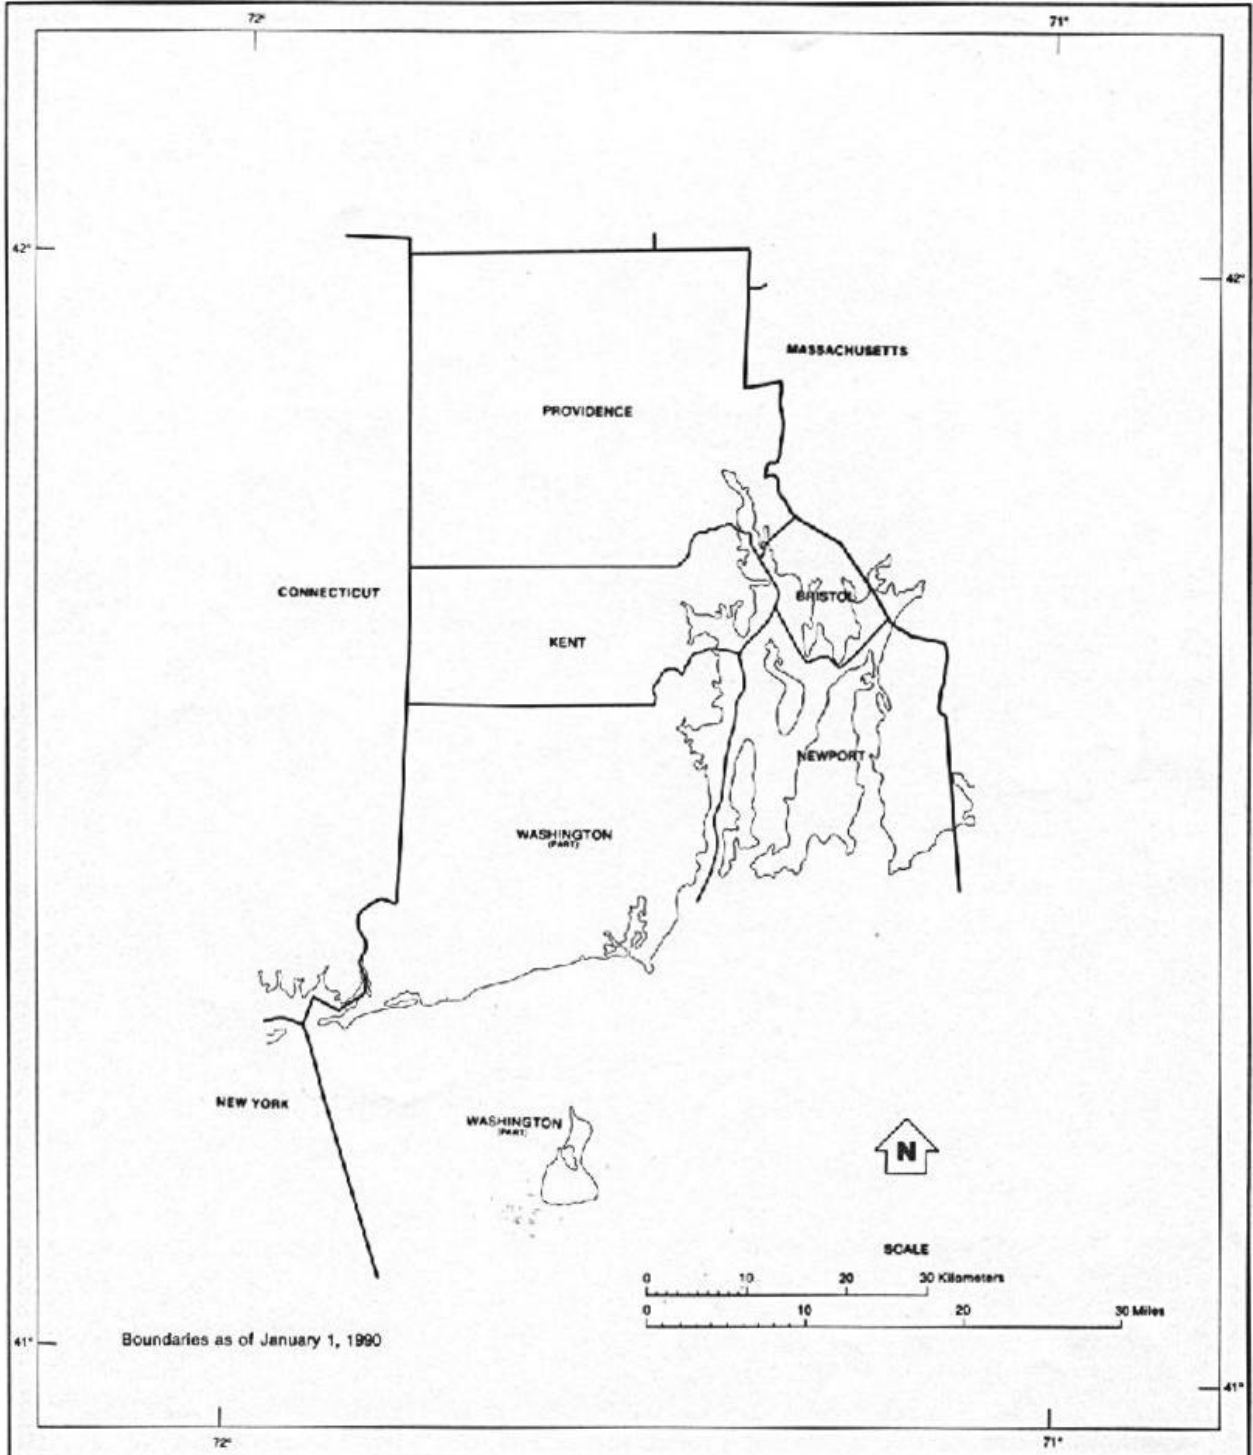 72°
71°
42°
42°
MASSACHUSETTS
PROVIDENCE
CONNECTICUT
BRISTOL
KENT
NEWPORT
WASHINGTON
(PART)
NEW YORK
WASHINGTON
(PART)
N
SCALE
0 10 20 30 Kilometers
0 10 20 30 Miles
Boundaries as of January 1, 1990
41°
41°
72°
71°